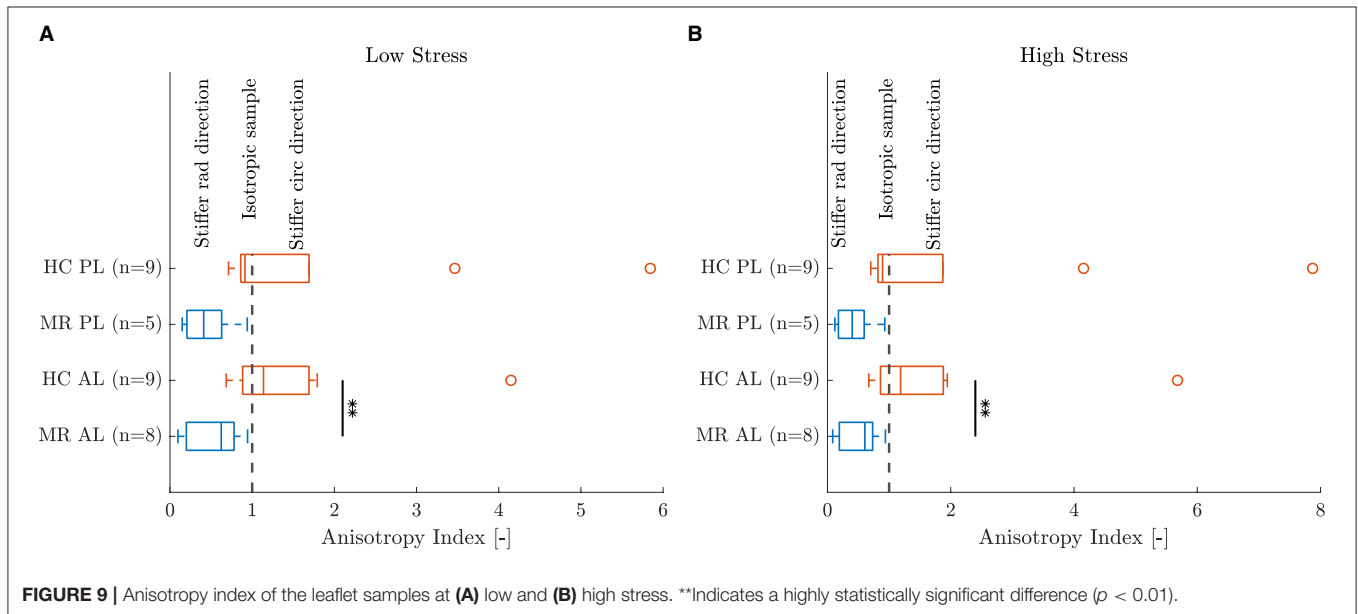 A
Low Stress
Stiffer rad direction
Isotropic sample
Stiffer circ direction
HC PL (n=9)
MR PL (n=5)
HC AL (n=9)
MR AL (n=8)
**
0 1 2 3 4 5 6
Anisotropy Index [-]
B
High Stress
Stiffer rad direction
Isotropic sample
Stiffer circ direction
HC PL (n=9)
MR PL (n=5)
HC AL (n=9)
MR AL (n=8)
**
0 2 4 6 8
Anisotropy Index [-]
FIGURE 9 | Anisotropy index of the leaflet samples at (A) low and (B) high stress. **Indicates a highly statistically significant difference (p < 0.01).